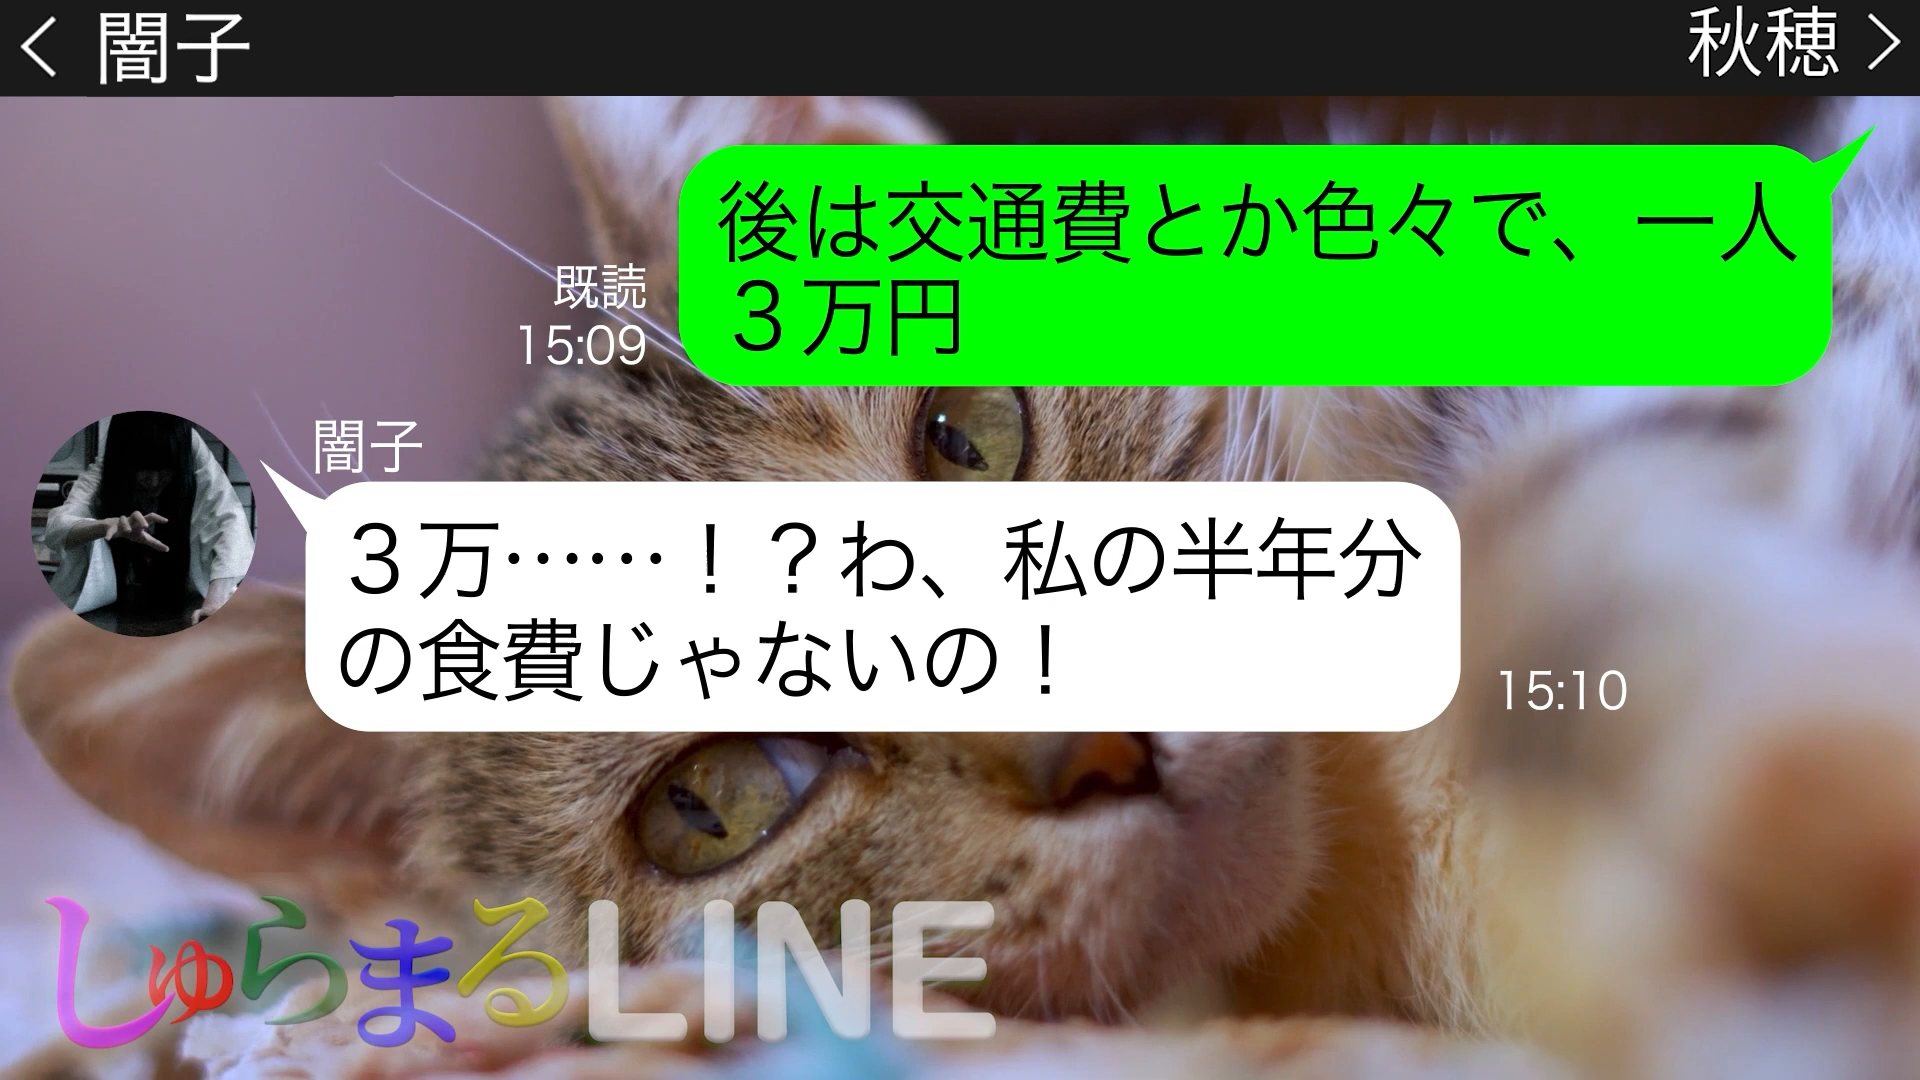 闇子
秋穂
後は交通費とか色々で、一人
３万円
既読
15:09
闇子
３万……！？わ、私の半年分
の食費じゃないの！
15:10
しゅらまるLINE